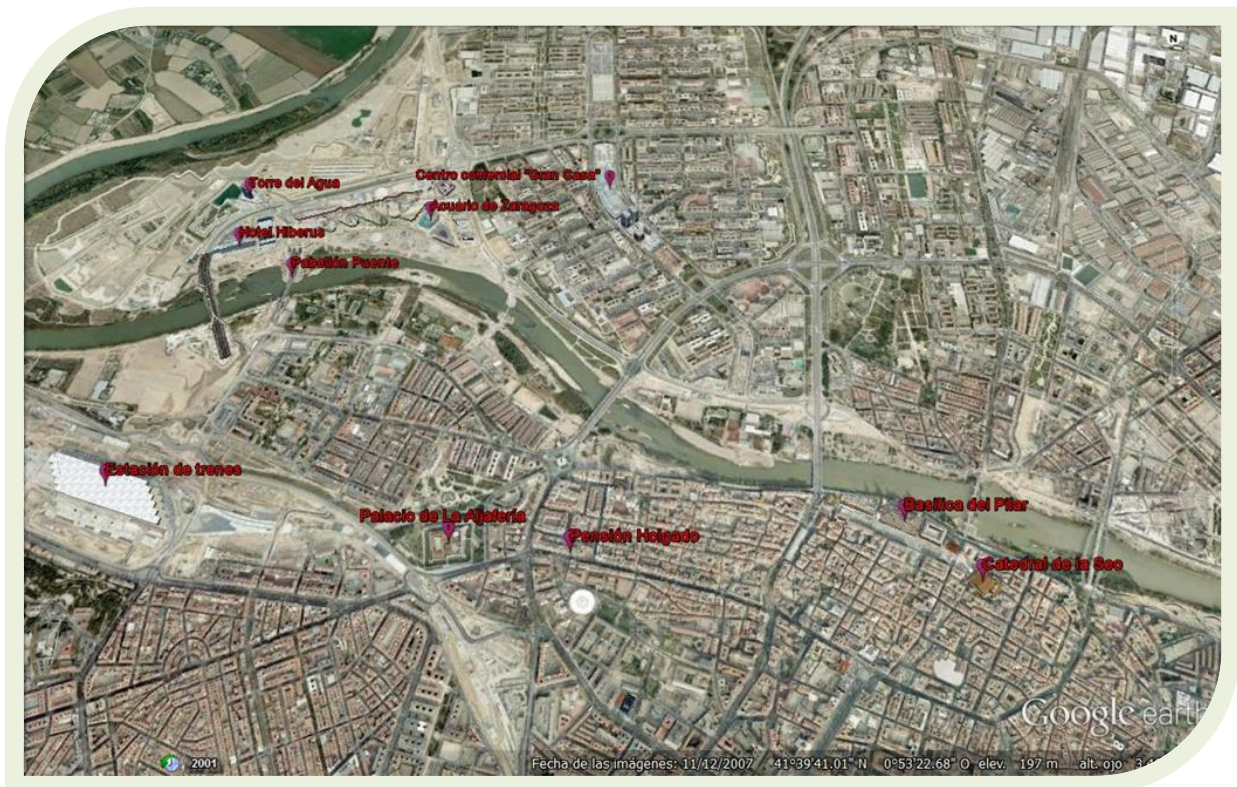 N
Centro comercial "Gran Casa"
Torre del Agua
Acuario de Zaragoza
Hotel Hiberus
Pabellón Puente
Estación de trenes
Basílica del Pilar
Palacio de La Aljafería
Pensión Holgado
Catedral de la Seo
Google earth
2001
Fecha de las imágenes: 11/12/2007 41°39'41.01" N 0°53'22.68" O elev. 197 m alt. ojo